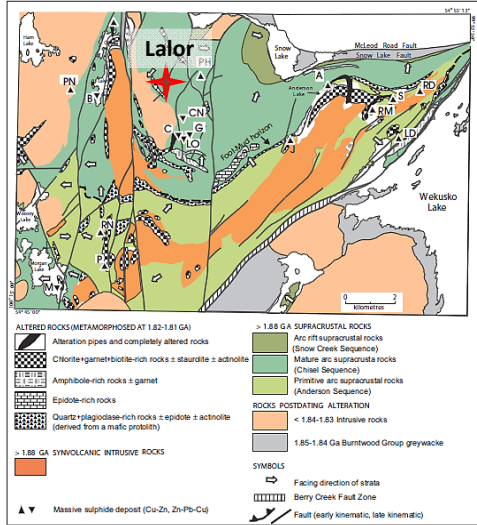 54° 55' 13"
Ham
Lake
Lalor
PH
Snow
Lake
McLeod Road Fault
Snow Lake Fault
PN
B
Anderson
Lake
A
RD
S
RM
CN
C
G
LO
Foot-Mud horizon
J
LD
Wekusko
Lake
RN
P
Morgan
Lake
M
54° 45' 00"
0 2
kilometres
ALTERED ROCKS (METAMORPHOSED AT 1.82-1.81 GA)
Alteration pipes and completely altered rocks
Chlorite+garnet+biotite-rich rocks ± staurolite ± actinolite
Amphibole-rich rocks ± garnet
Epidote-rich rocks
Quartz+plagioclase-rich rocks ± epidote ± actinolite
(derived from a mafic protolith)
> 1.88 GA SYNVOLCANIC INTRUSIVE ROCKS
▲ ▼ Massive sulphide deposit (Cu-Zn, Zn-Pb-Cu)
> 1.88 GA SUPRACRUSTAL ROCKS
Arc rift supracrustal rocks
(Snow Creek Sequence)
Mature arc supracrusta rocks
(Chisel Sequence)
Primitive arc supracrustal rocks
(Anderson Sequence)
ROCKS POSTDATING ALTERATION
< 1.84-1.83 Intrusive rocks
1.85-1.84 Ga Burntwood Group greywacke
SYMBOLS
Facing direction of strata
Berry Creek Fault Zone
Fault (early kinematic, late kinematic)